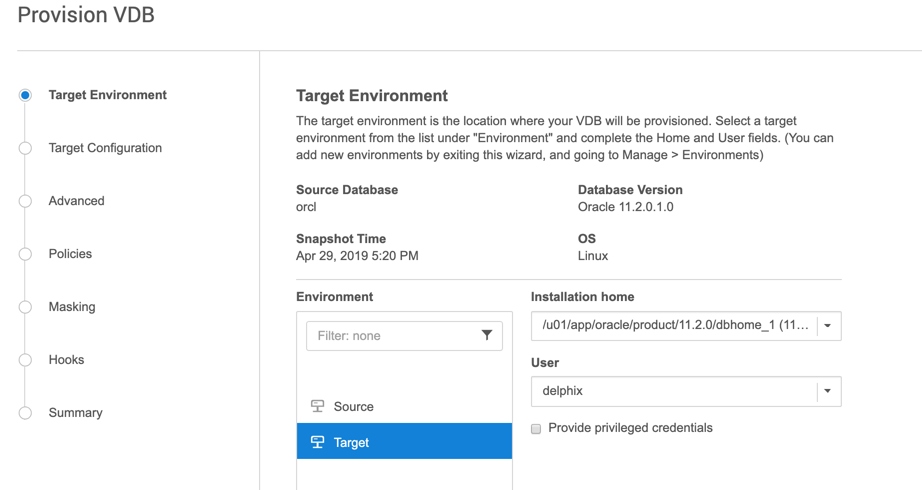 Provision VDB
Target Environment
Target Configuration
Advanced
Policies
Masking
Hooks
Summary
Target Environment
The target environment is the location where your VDB will be provisioned. Select a target
environment from the list under "Environment" and complete the Home and User fields. (You can
add new environments by exiting this wizard, and going to Manage > Environments)
Source Database
orcl
Database Version
Oracle 11.2.0.1.0
Snapshot Time
Apr 29, 2019 5:20 PM
OS
Linux
Environment
Filter: none
Source
Target
Installation home
/u01/app/oracle/product/11.2.0/dbhome_1 (11...
User
delphix
Provide privileged credentials